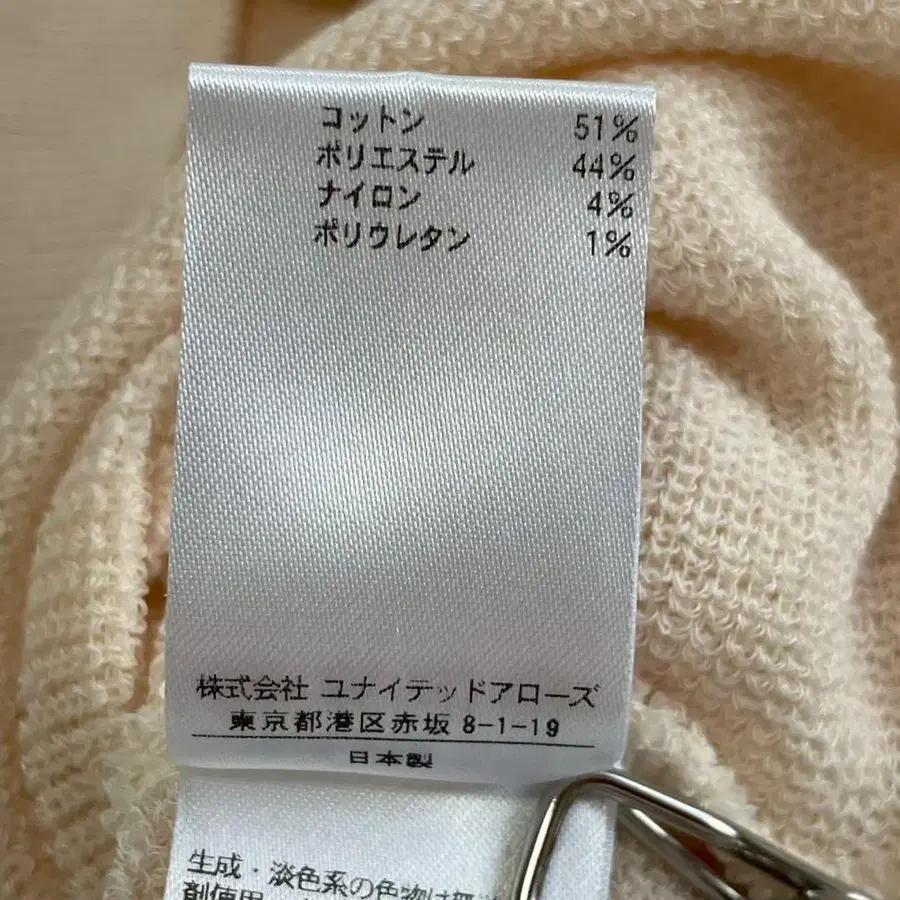 コットン 51%
ポリエステル 44%
ナイロン 4%
ポリウレタン 1%
株式会社 ユナイテッドアローズ
東京都港区赤坂 8-1-19
日本製
生成・淡色系の色物は
剤使用